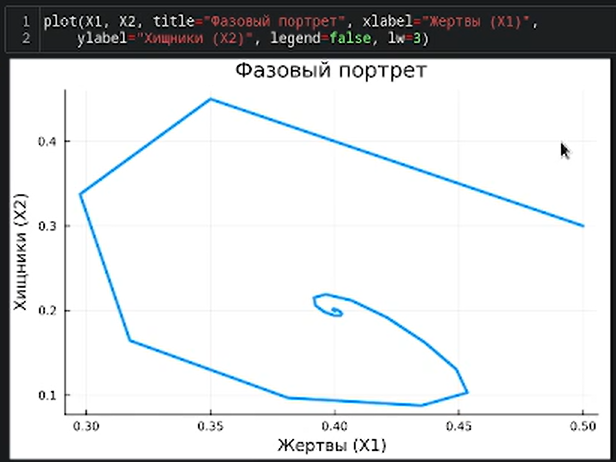 1 plot(X1, X2, title="Фазовый портрет", xlabel="Жертвы (X1)",
2 ylabel="Хищники (X2)", legend=false, lw=3)
Фазовый портрет
Хищники (X2)
0.4
0.3
0.2
0.1
0.30 0.35 0.40 0.45 0.50
Жертвы (X1)